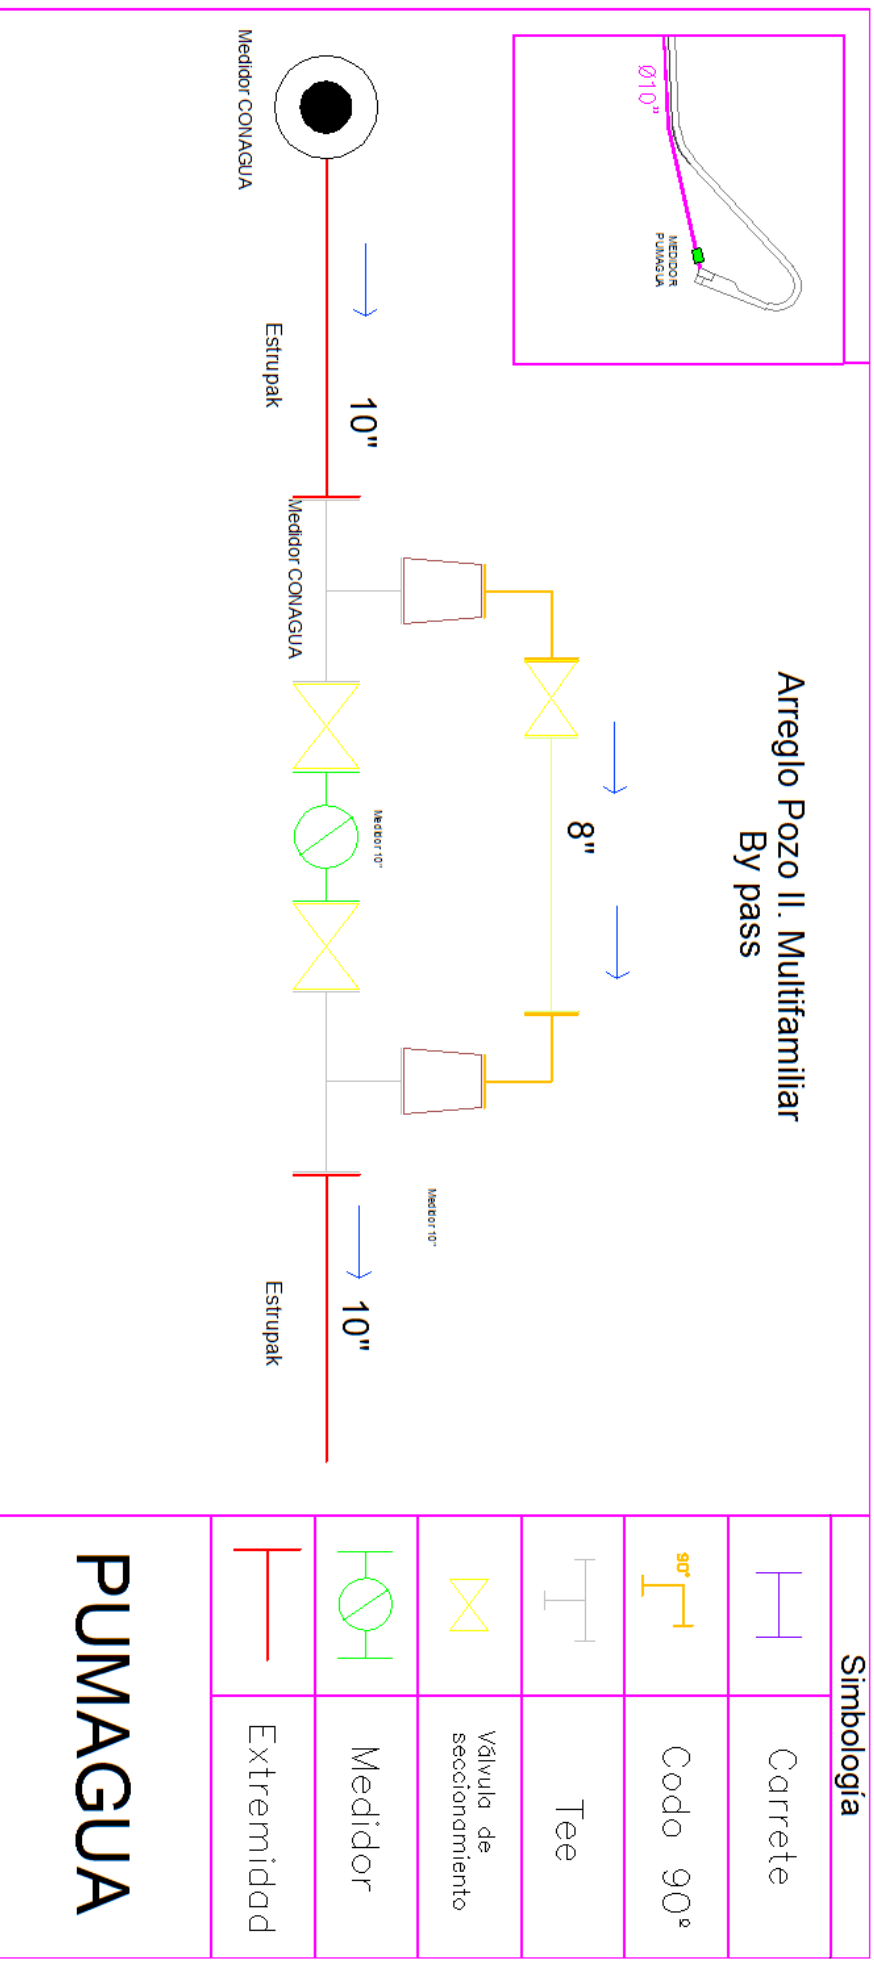 Arreglo Pozo II. Multifamiliar
By pass
Ø10"
MEDIDOR
PUMAGUA
8"
10"
10"
Medidor 10"
Medidor 10"
Medidor CONAGUA
Medidor CONAGUA
Estrupak
Estrupak
Simbología
Carrete
90°
Codo 90º
Tee
Válvula de
seccionamiento
Medidor
Extremidad
PUMAGUA